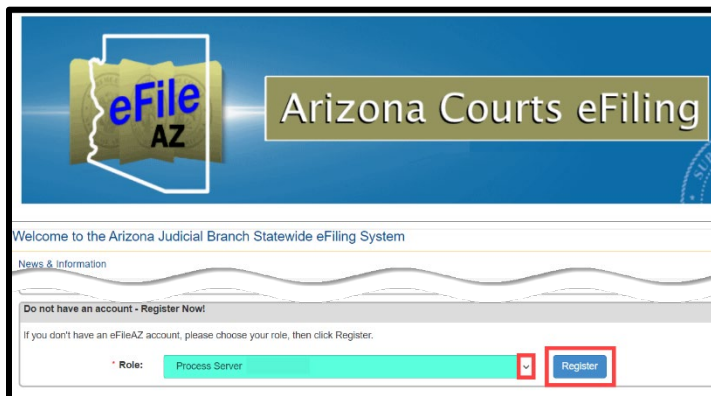 eFile
AZ
Arizona Courts eFiling
SUP
Welcome to the Arizona Judicial Branch Statewide eFiling System
News & Information
Do not have an account - Register Now!
If you don't have an eFileAZ account, please choose your role, then click Register.
* Role: Process Server Register